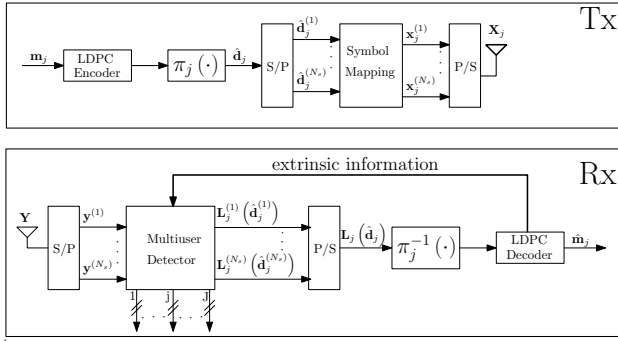 Tx
m_j
LDPC
Encoder
π_j (·)
d̂_j
S/P
d̂_j^(1)
d̂_j^(N_s)
Symbol
Mapping
x_j^(1)
x_j^(N_s)
P/S
X_j
Rx
extrinsic information
Y
S/P
y^(1)
y^(N_s)
Multiuser
Detector
L_j^(1) (d̂_j^(1))
L_j^(N_s) (d̂_j^(N_s))
P/S
L_j (d̂_j)
π_j^-1 (·)
LDPC
Decoder
m̂_j
1 j J